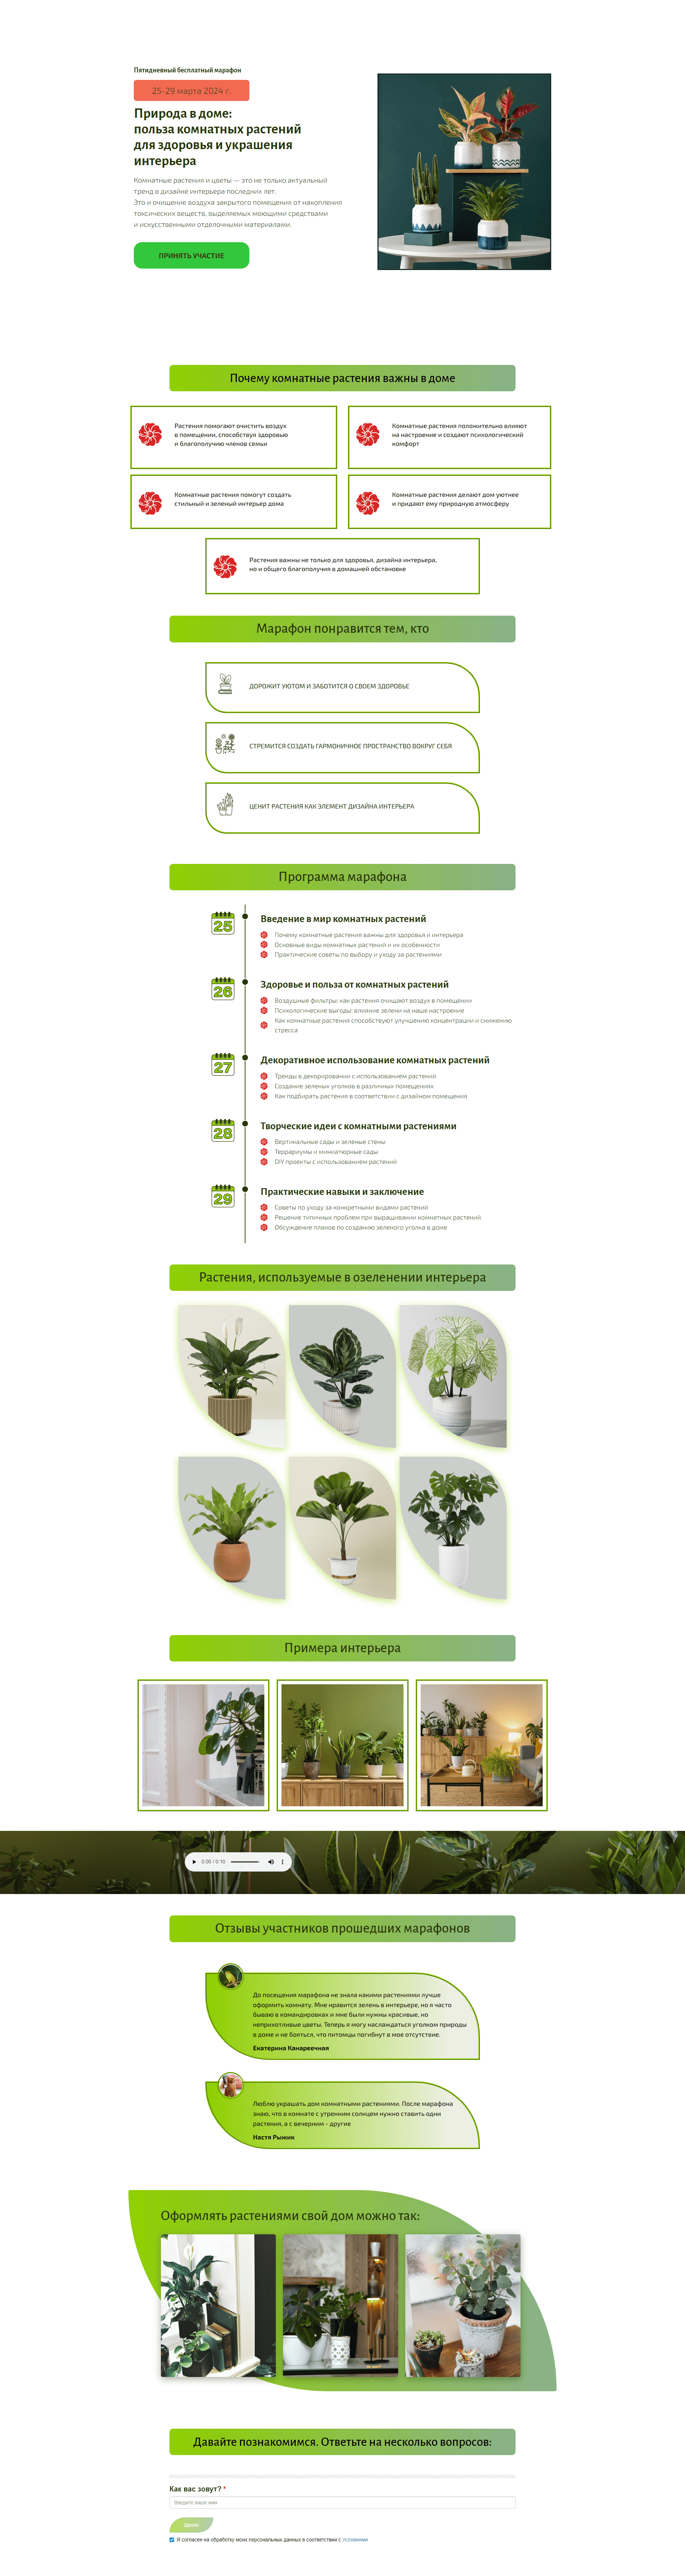 Пятидневный бесплатный марафон
25-29 марта 2024 г.
Природа в доме:
польза комнатных растений
для здоровья и украшения
интерьера
Комнатные растения и цветы — это не только актуальный
тренд в дизайне интерьера последних лет.
Это и очищение воздуха закрытого помещения от накопления
токсических веществ, выделяемых моющими средствами
и искусственными отделочными материалами.
ПРИНЯТЬ УЧАСТИЕ
Почему комнатные растения важны в доме
Растения помогают очистить воздух
в помещении, способствуя здоровью
и благополучию членов семьи
Комнатные растения положительно влияют
на настроение и создают психологический
комфорт
Комнатные растения помогут создать
стильный и зеленый интерьер дома
Комнатные растения делают дом уютнее
и придают ему природную атмосферу
Растения важны не только для здоровья, дизайна интерьера,
но и общего благополучия в домашней обстановке
Марафон понравится тем, кто
ДОРОЖИТ УЮТОМ И ЗАБОТИТСЯ О СВОЕМ ЗДОРОВЬЕ
СТРЕМИТСЯ СОЗДАТЬ ГАРМОНИЧНОЕ ПРОСТРАНСТВО ВОКРУГ СЕБЯ
ЦЕНИТ РАСТЕНИЯ КАК ЭЛЕМЕНТ ДИЗАЙНА ИНТЕРЬЕРА
Программа марафона
25
Введение в мир комнатных растений
Почему комнатные растения важны для здоровья и интерьера
Основные виды комнатных растений и их особенности
Практические советы по выбору и уходу за растениями
26
Здоровье и польза от комнатных растений
Воздушные фильтры: как растения очищают воздух в помещении
Психологические выгоды: влияние зелени на наше настроение
Как комнатные растения способствуют улучшению концентрации и снижению
стресса
27
Декоративное использование комнатных растений
Тренды в декорировании с использованием растений
Создание зеленых уголков в различных помещениях
Как подбирать растения в соответствии с дизайном помещения
28
Творческие идеи с комнатными растениями
Вертикальные сады и зеленые стены
Террариумы и миниатюрные сады
DIY проекты с использованием растений
29
Практические навыки и заключение
Советы по уходу за конкретными видами растений
Решение типичных проблем при выращивании комнатных растений
Обсуждение планов по созданию зеленого уголка в доме
Растения, используемые в озеленении интерьера
Примера интерьера
0:00 / 0:10
Отзывы участников прошедших марафонов
До посещения марафона не знала какими растениями лучше
оформить комнату. Мне нравится зелень в интерьере, но я часто
бываю в командировках и мне были нужны красивые, но
неприхотливые цветы. Теперь я могу наслаждаться уголком природы
в доме и не бояться, что питомцы погибнут в мое отсутствие.
Екатерина Канареечная
Люблю украшать дом комнатными растениями. После марафона
знаю, что в комнате с утренним солнцем нужно ставить одни
растения, а с вечерним - другие
Настя Рыжик
Оформлять растениями свой дом можно так:
Давайте познакомимся. Ответьте на несколько вопросов:
Как вас зовут? *
Введите ваше имя
Далее
Я согласен на обработку моих персональных данных в соответствии с Условиями